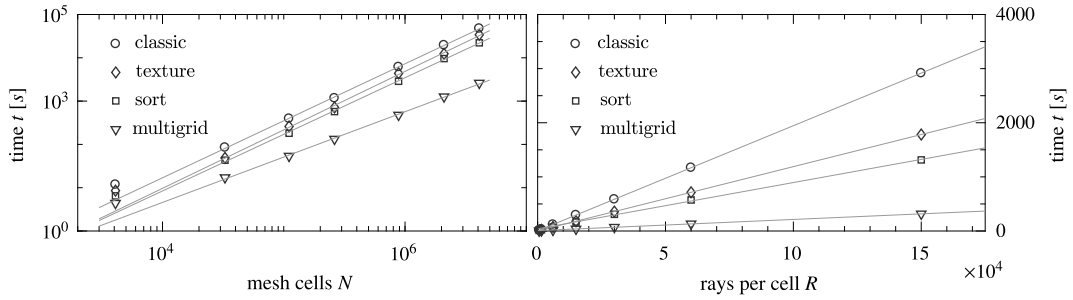 10^5
10^3
10^0
time t [s]
classic
texture
sort
multigrid
10^4
10^6
mesh cells N
classic
texture
sort
multigrid
0
5
10
15
×10^4
rays per cell R
4000
2000
0
time t [s]